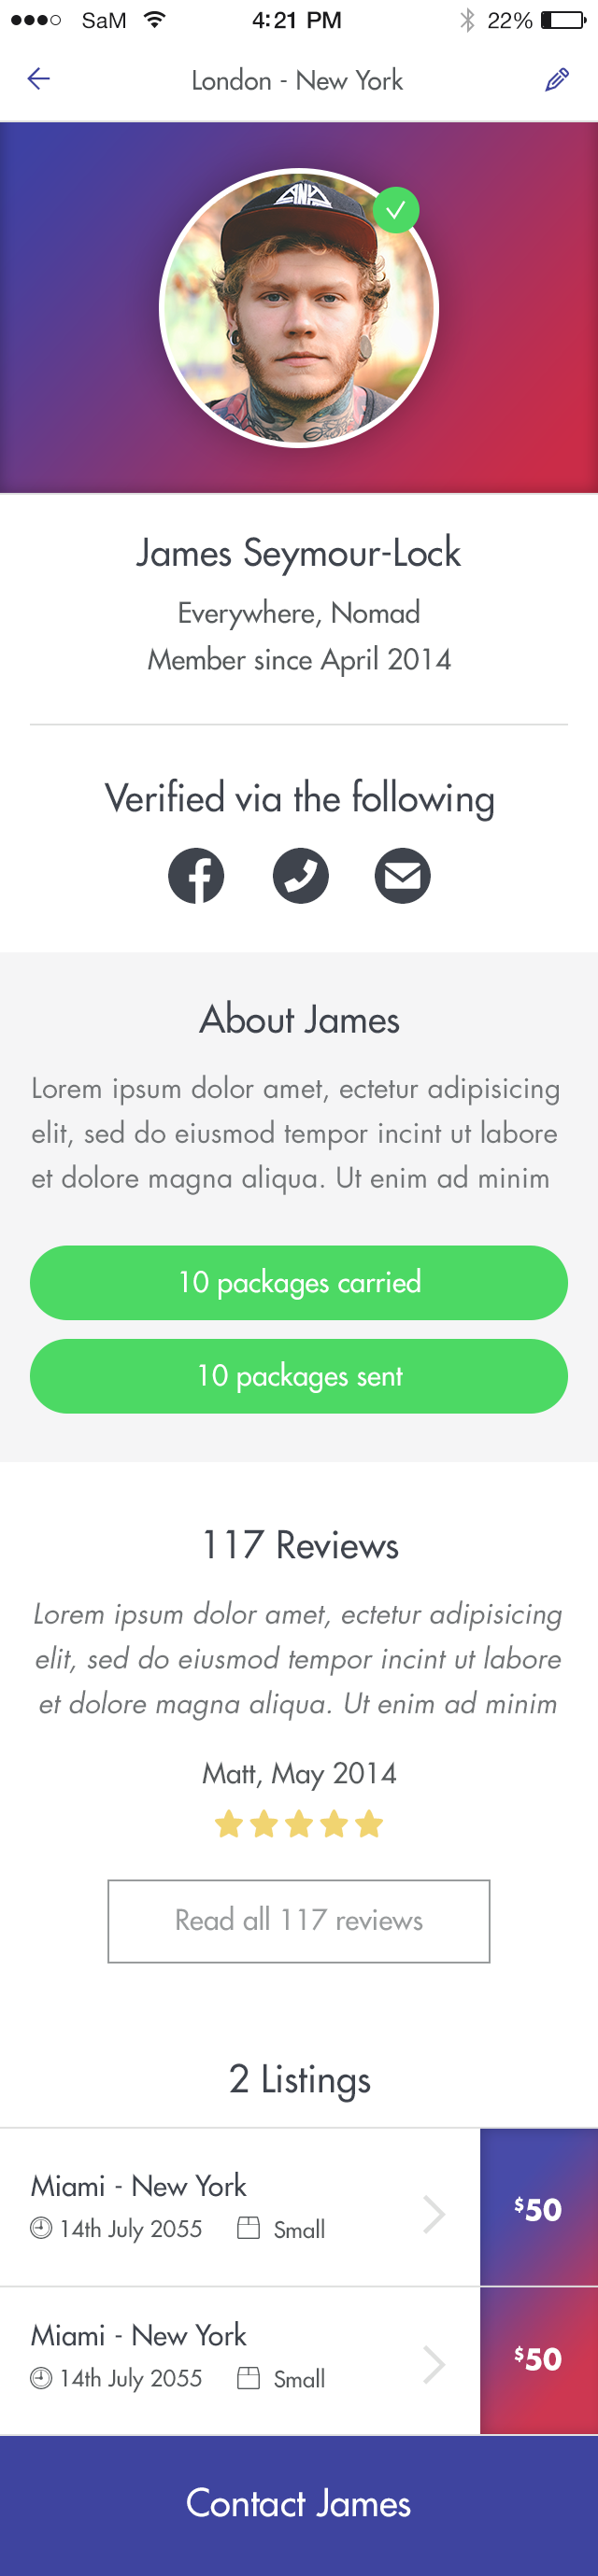 SaM 4:21 PM 22%
London - New York
James Seymour-Lock
Everywhere, Nomad
Member since April 2014
Verified via the following
About James
Lorem ipsum dolor amet, ectetur adipisicing
elit, sed do eiusmod tempor incint ut labore
et dolore magna aliqua. Ut enim ad minim
10 packages carried
10 packages sent
117 Reviews
Lorem ipsum dolor amet, ectetur adipisicing
elit, sed do eiusmod tempor incint ut labore
et dolore magna aliqua. Ut enim ad minim
Matt, May 2014
Read all 117 reviews
2 Listings
Miami - New York
14th July 2055 Small
$50
Miami - New York
14th July 2055 Small
$50
Contact James